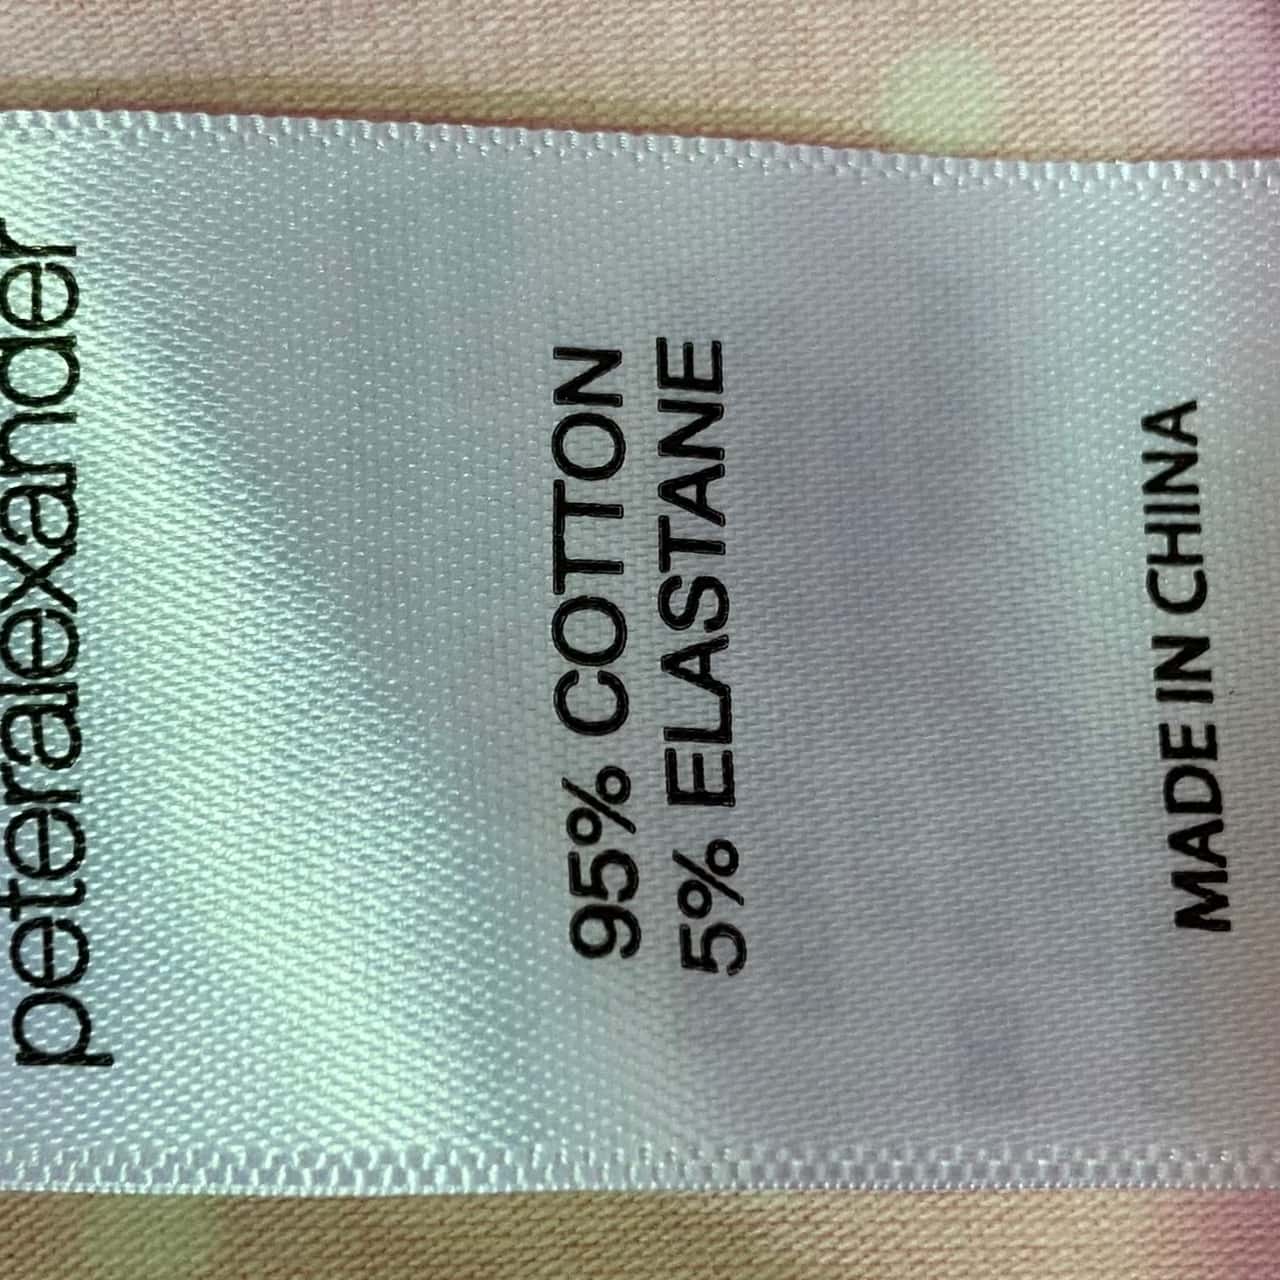 peteralexander
95% COTTON
5% ELASTANE
MADE IN CHINA